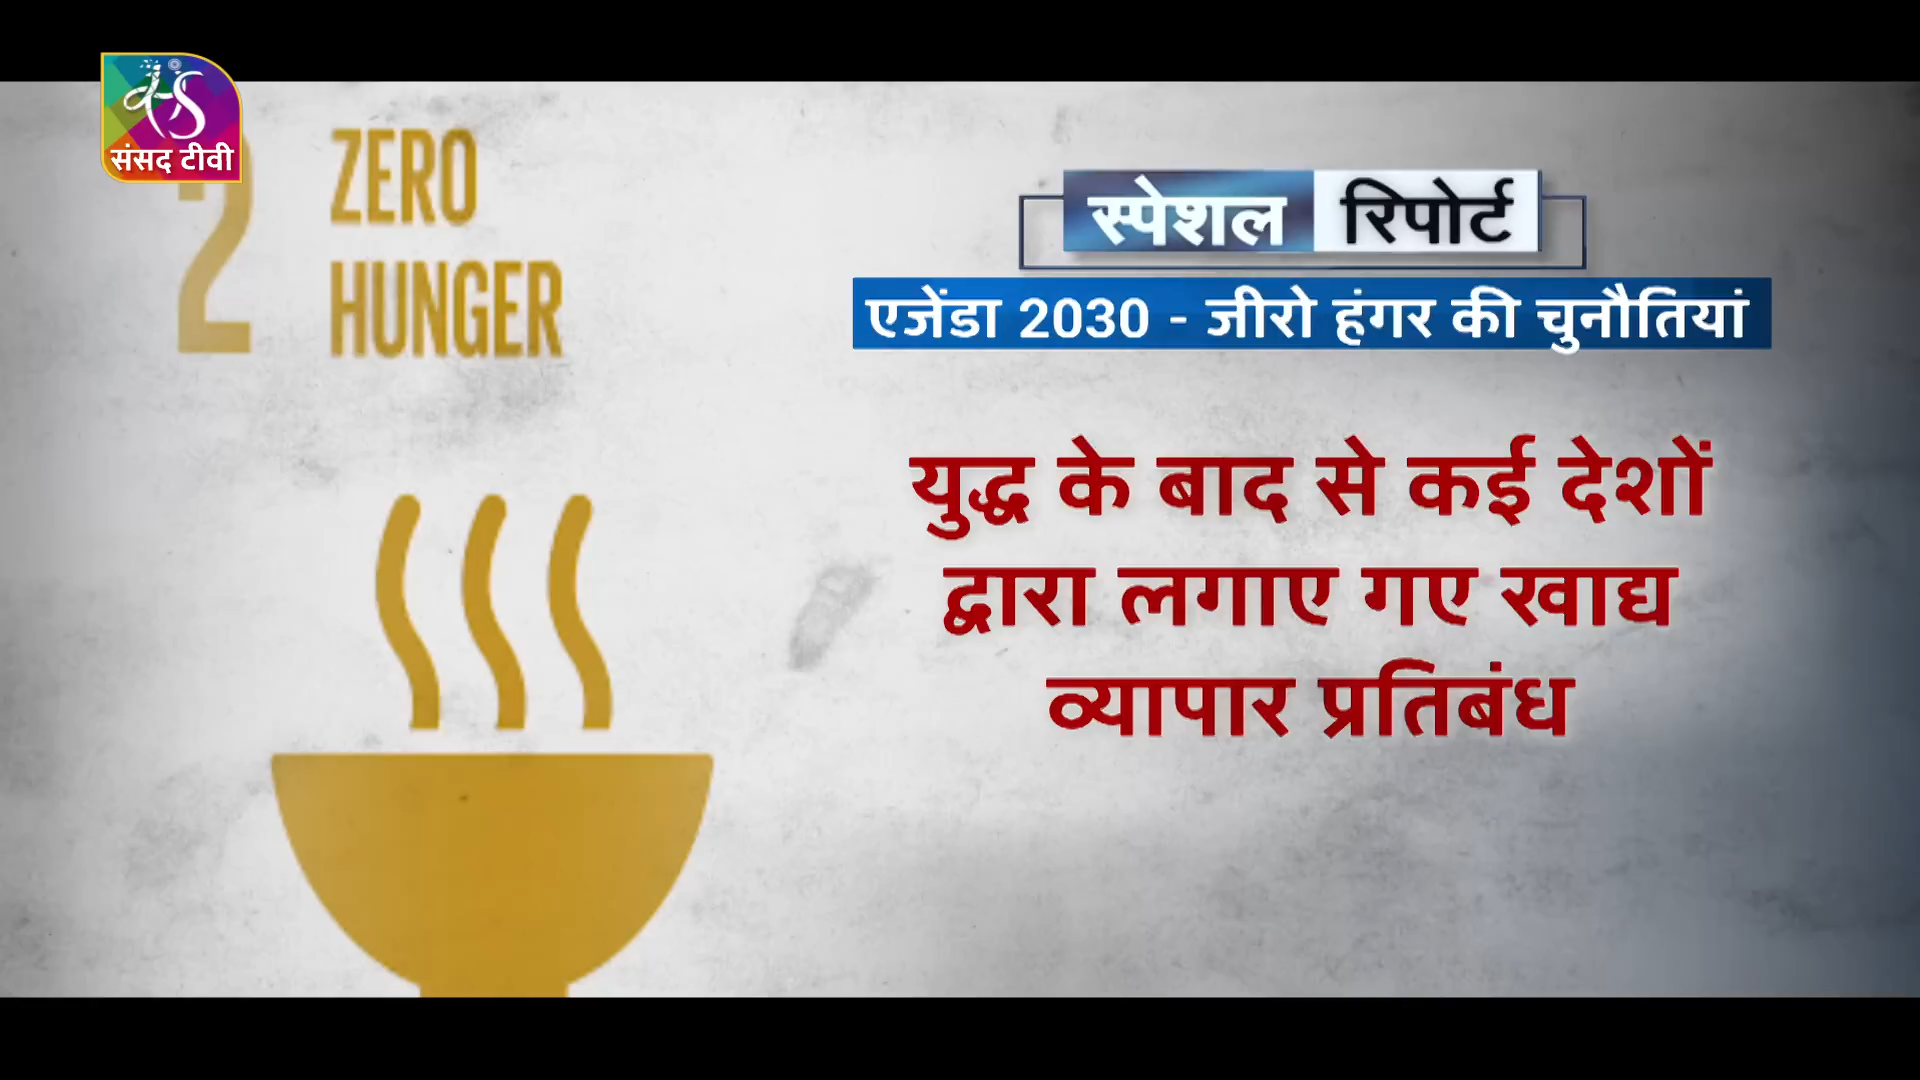 संसद टीवी
2
ZERO
HUNGER
स्पेशल रिपोर्ट
एजेंडा 2030 - जीरो हंगर की चुनौतियां
युद्ध के बाद से कई देशों
द्वारा लगाए गए खाद्य
व्यापार प्रतिबंध